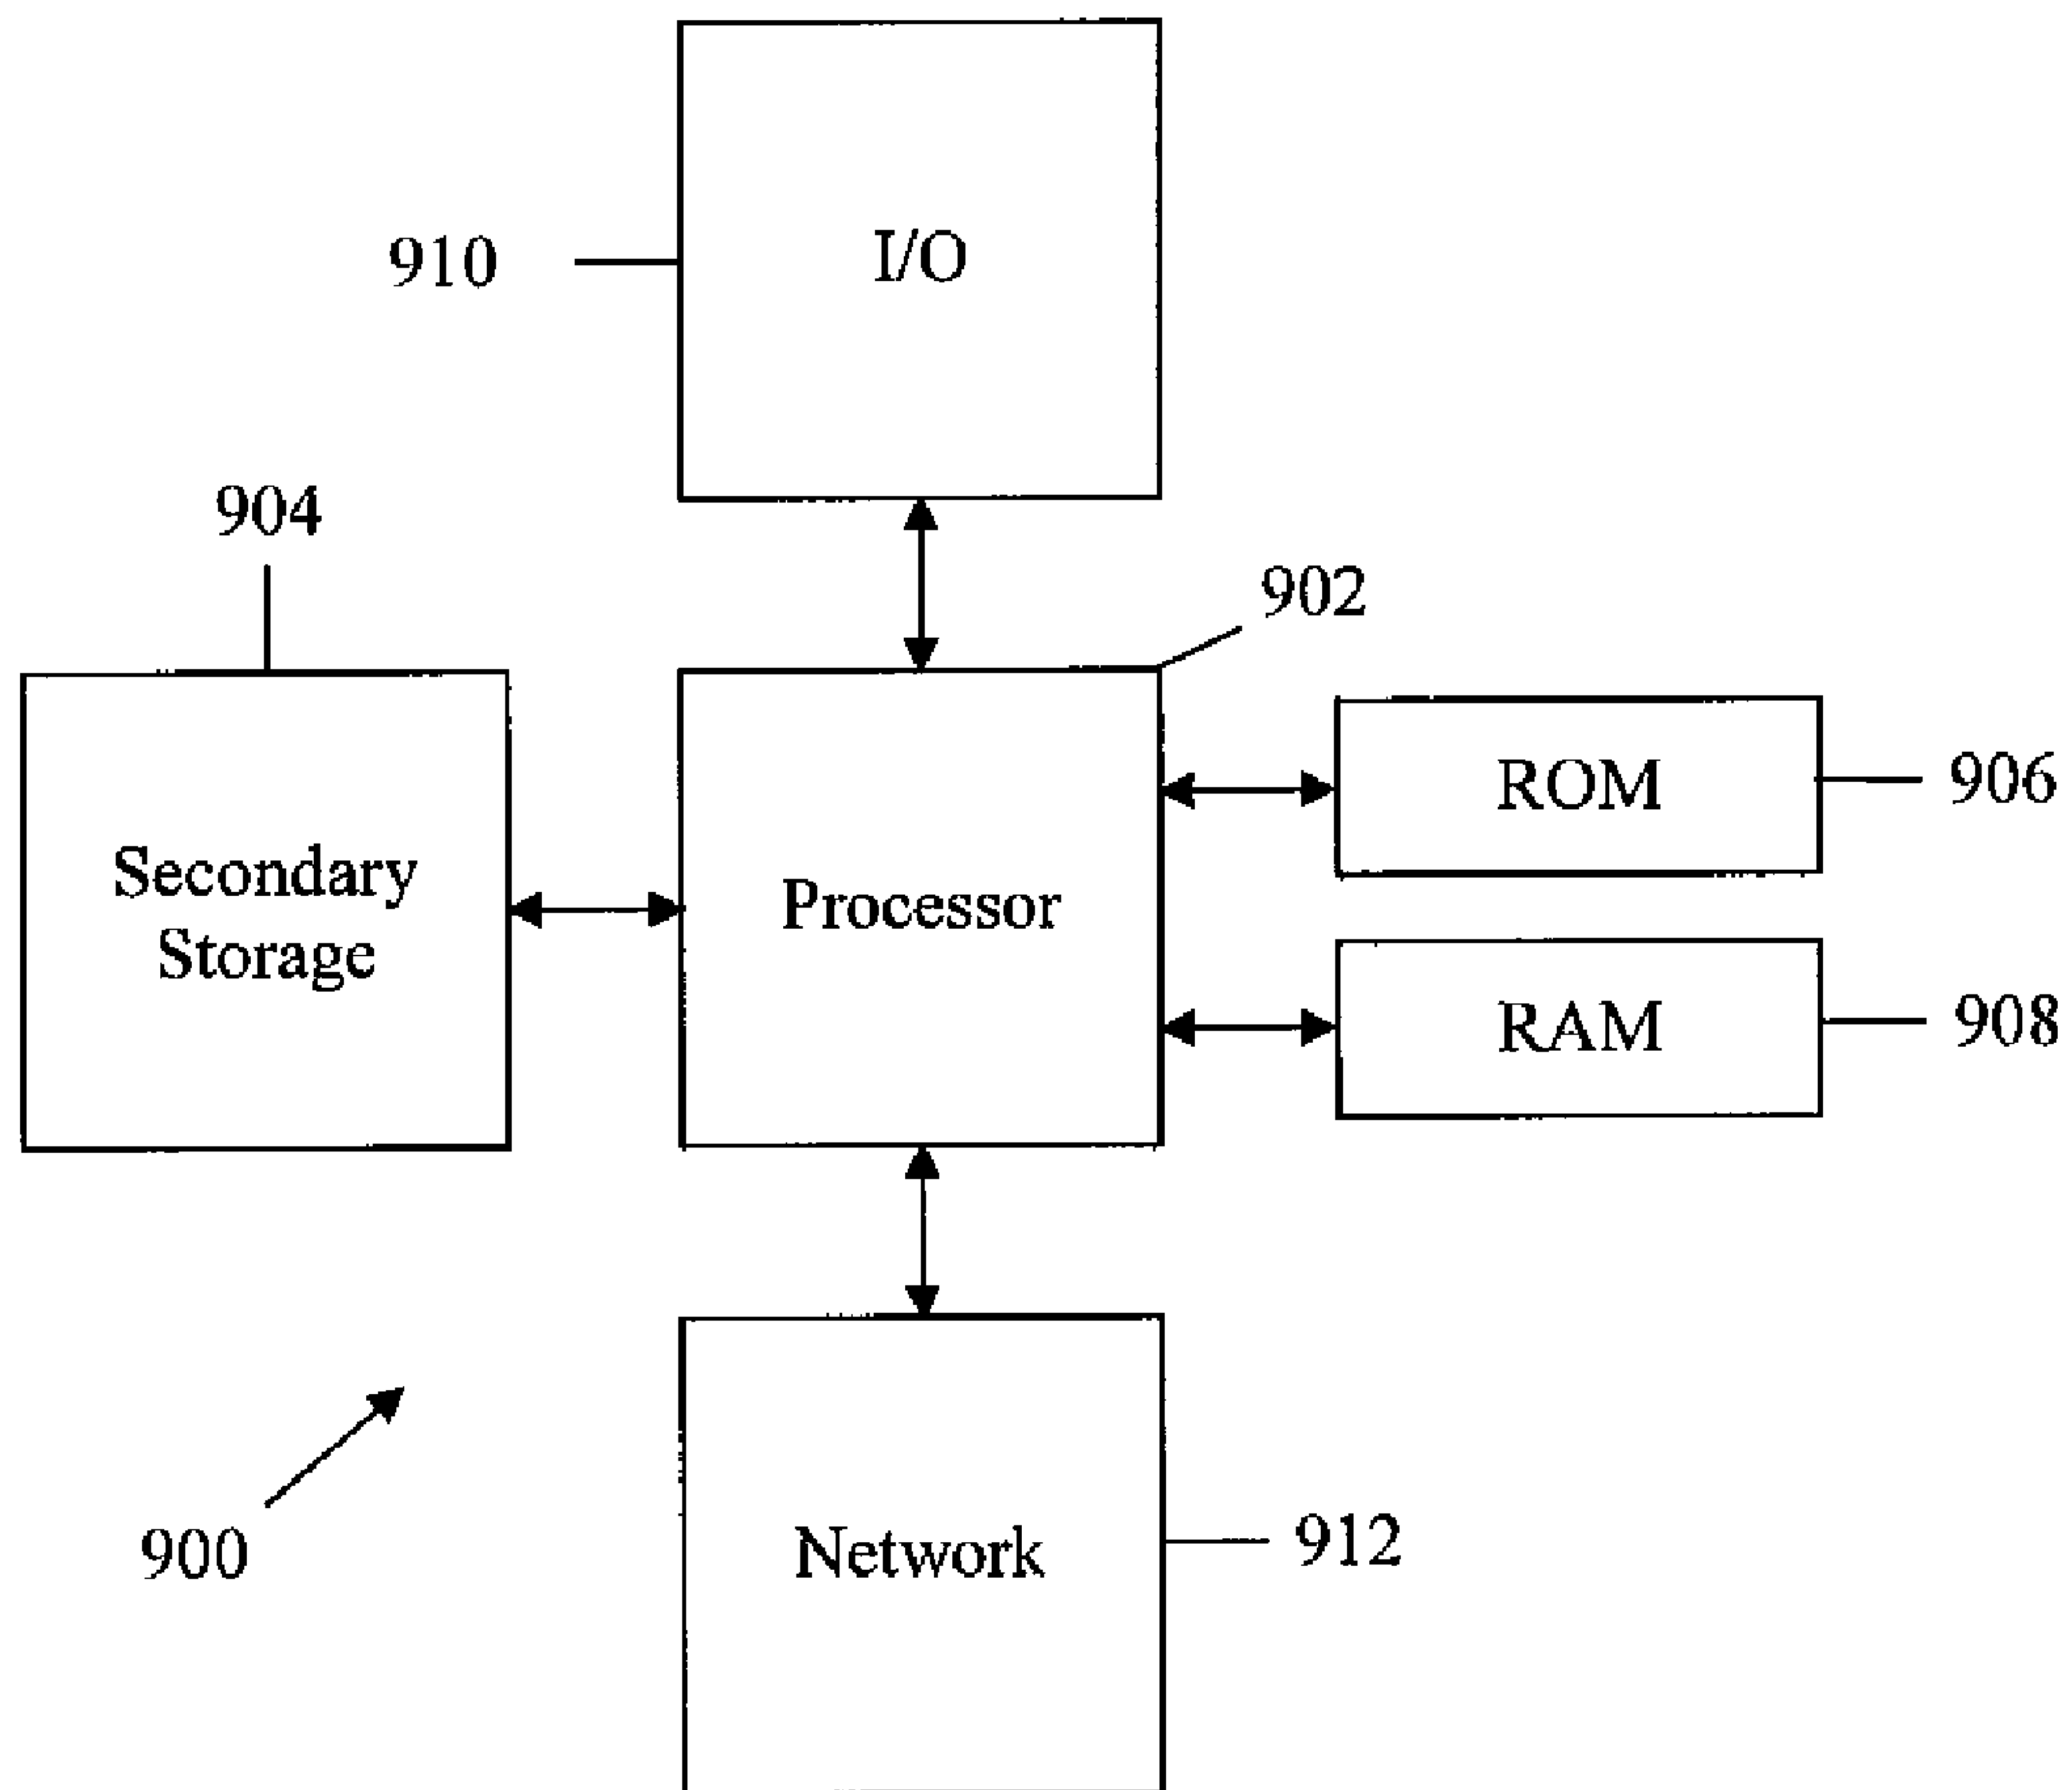 I/O
910
904
902
ROM
906
Secondary
Storage
Processor
RAM
908
Network
912
900